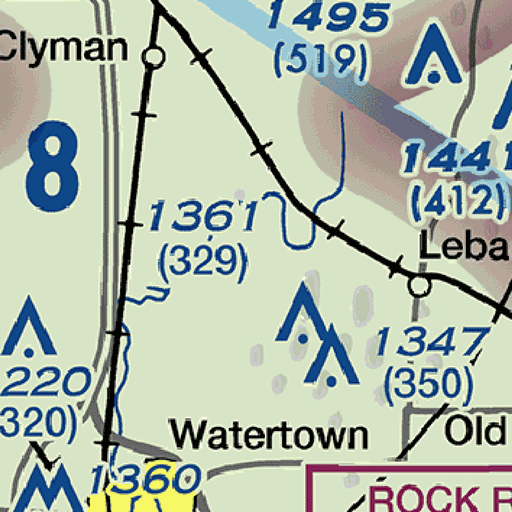 1495
(519)
Clyman
8
1441
(412)
1361
(329)
Leba
1347
(350)
220
320)
Watertown
Old
1360
ROCK R